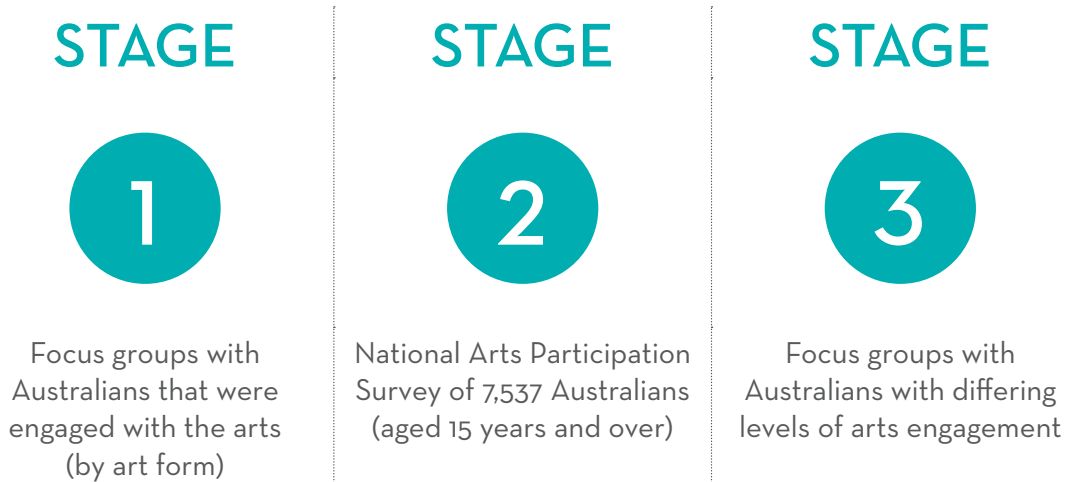 STAGE
1
Focus groups with
Australians that were
engaged with the arts
(by art form)
STAGE
2
National Arts Participation
Survey of 7,537 Australians
(aged 15 years and over)
STAGE
3
Focus groups with
Australians with differing
levels of arts engagement